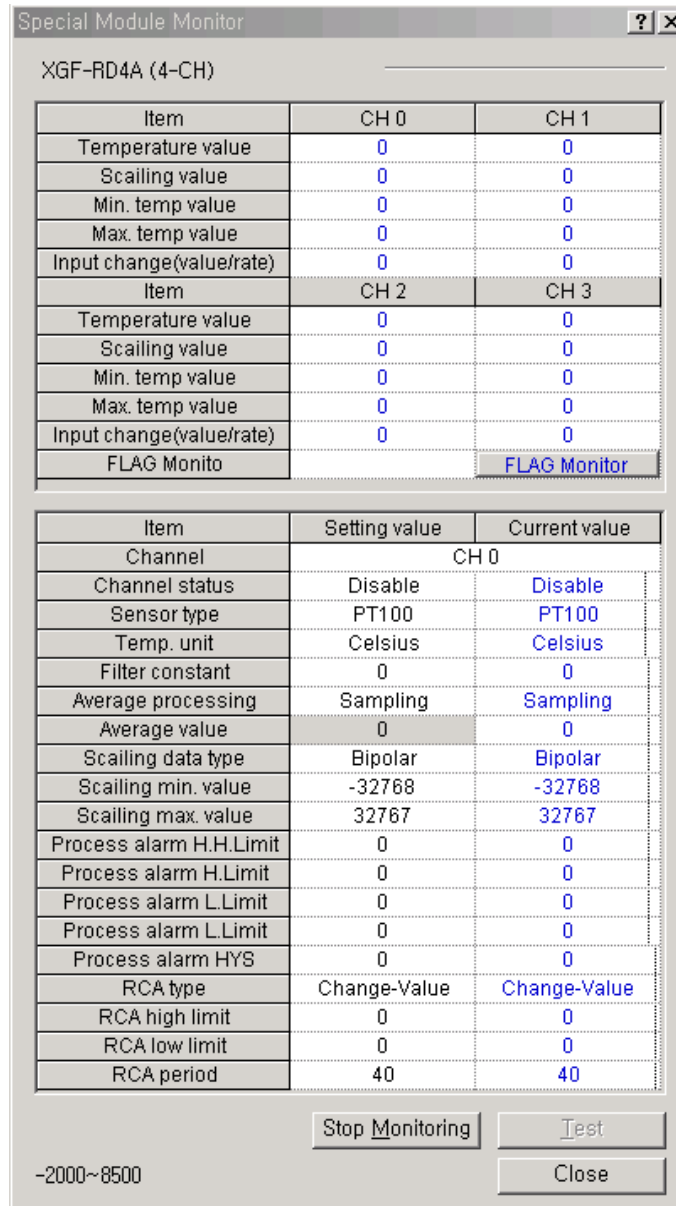 Special Module Monitor ? ×
XGF-RD4A (4-CH)
Item CH 0 CH 1
Temperature value 0 0
Scailing value 0 0
Min. temp value 0 0
Max. temp value 0 0
Input change(value/rate) 0 0
Item CH 2 CH 3
Temperature value 0 0
Scailing value 0 0
Min. temp value 0 0
Max. temp value 0 0
Input change(value/rate) 0 0
FLAG Monito FLAG Monitor
Item Setting value Current value
Channel CH 0
Channel status Disable Disable
Sensor type PT100 PT100
Temp. unit Celsius Celsius
Filter constant 0 0
Average processing Sampling Sampling
Average value 0 0
Scailing data type Bipolar Bipolar
Scailing min. value -32768 -32768
Scailing max. value 32767 32767
Process alarm H.H.Limit 0 0
Process alarm H.Limit 0 0
Process alarm L.Limit 0 0
Process alarm L.Limit 0 0
Process alarm HYS 0 0
RCA type Change-Value Change-Value
RCA high limit 0 0
RCA low limit 0 0
RCA period 40 40
Stop Monitoring Test
-2000~8500 Close